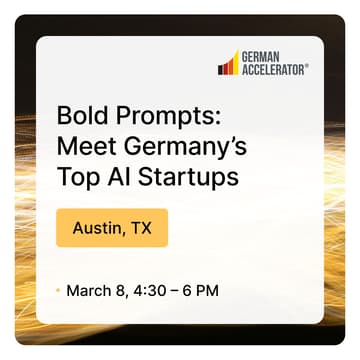 GERMAN
ACCELERATOR®
Bold Prompts:
Meet Germany’s
Top AI Startups
Austin, TX
March 8, 4:30 – 6 PM